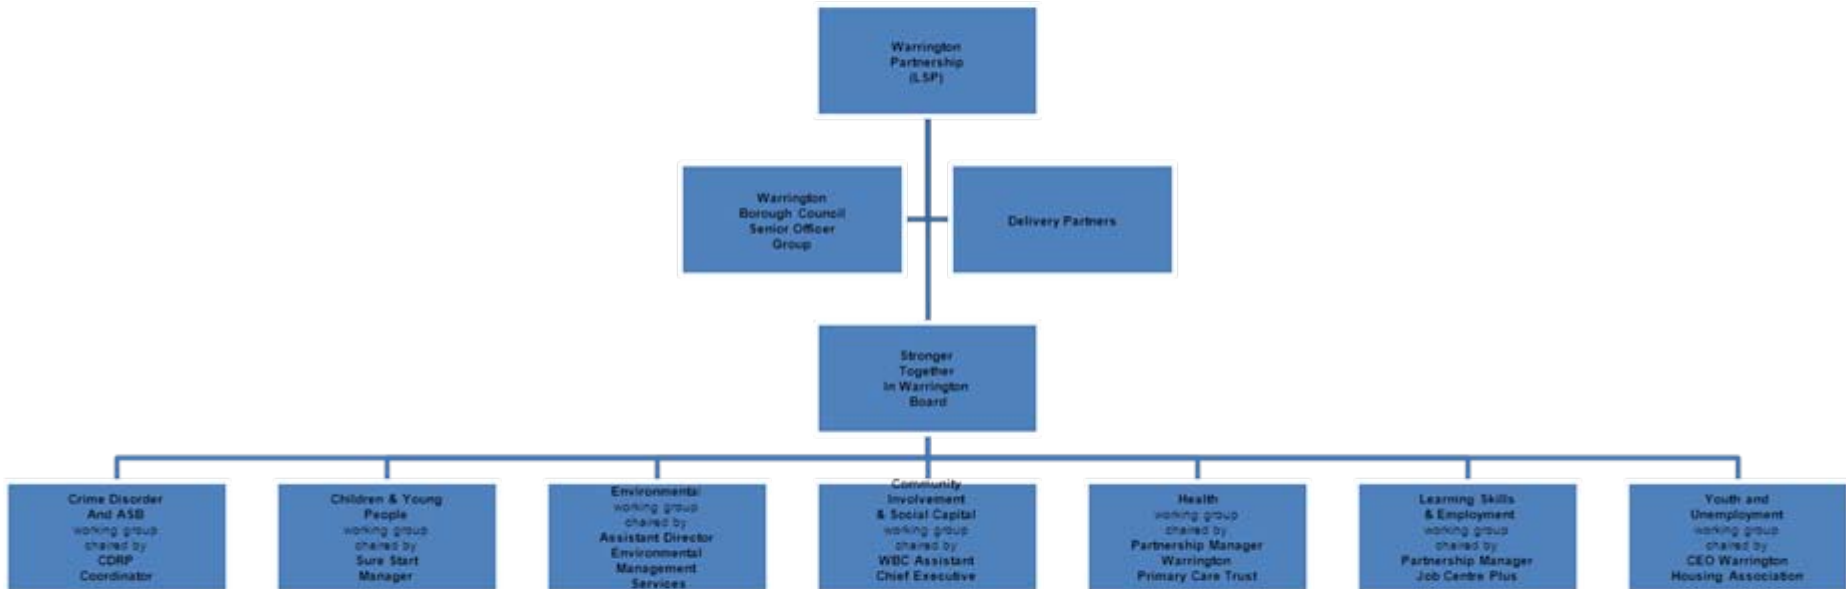 Warrington
Partnership
(LSP)
Warrington
Borough Council
Senior Officer
Group
Delivery Partners
Stronger
Together
In Warrington
Board
Crime Disorder
And ASB
working group
chaired by
CDRP
Coordinator
Children & Young
People
working group
chaired by
Sure Start
Manager
Environmental
working group
chaired by
Assistant Director
Environmental
Management
Services
Community
Involvement
& Social Capital
working group
chaired by
WBC Assistant
Chief Executive
Health
working group
chaired by
Partnership Manager
Warrington
Primary Care Trust
Learning Skills
& Employment
working group
chaired by
Partnership Manager
Job Centre Plus
Youth and
Unemployment
working group
chaired by
CEO Warrington
Housing Association